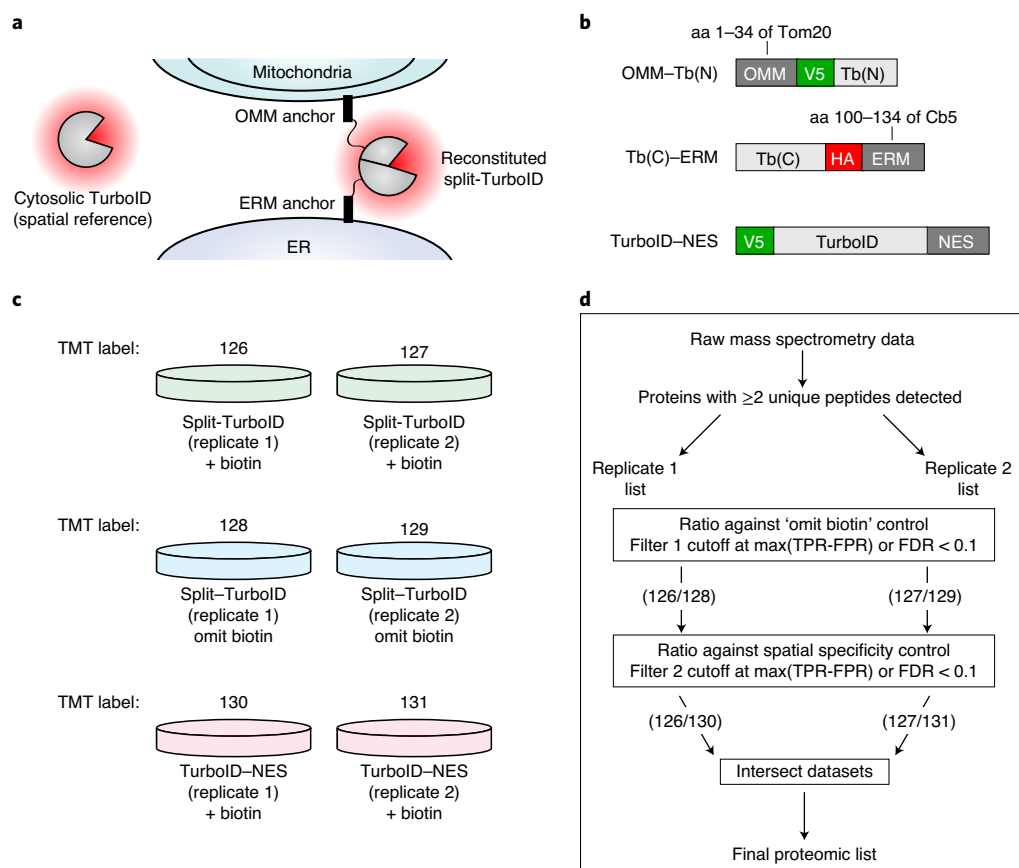 a
Mitochondria
OMM anchor
Cytosolic TurboID
(spatial reference)
Reconstituted
split-TurboID
ERM anchor
ER
b
aa 1–34 of Tom20
OMM–Tb(N)
OMM V5 Tb(N)
aa 100–134 of Cb5
Tb(C)–ERM
Tb(C) HA ERM
TurboID–NES
V5 TurboID NES
c
TMT label: 126 127
Split-TurboID
(replicate 1)
+ biotin
Split-TurboID
(replicate 2)
+ biotin
TMT label: 128 129
Split–TurboID
(replicate 1)
omit biotin
Split–TurboID
(replicate 2)
omit biotin
TMT label: 130 131
TurboID–NES
(replicate 1)
+ biotin
TurboID–NES
(replicate 2)
+ biotin
d
Raw mass spectrometry data
Proteins with ≥2 unique peptides detected
Replicate 1
list
Replicate 2
list
Ratio against ‘omit biotin’ control
Filter 1 cutoff at max(TPR-FPR) or FDR < 0.1
(126/128) (127/129)
Ratio against spatial specificity control
Filter 2 cutoff at max(TPR-FPR) or FDR < 0.1
(126/130) (127/131)
Intersect datasets
Final proteomic list